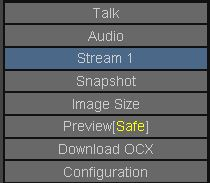 Talk
Audio
Stream 1
Snapshot
Image Size
Preview[Safe]
Download OCX
Configuration